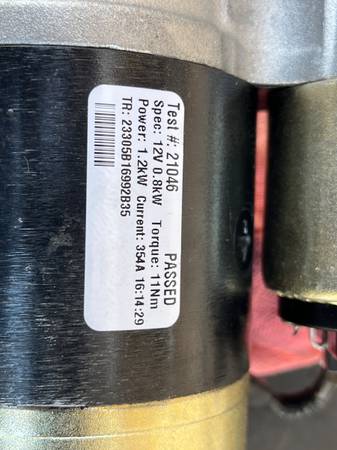 Test #: 21046 PASSED
Spec: 12V 0.8kW Torque: 11Nm
Power: 1.2kW Current: 354A 16:14:29
TR: 23305B16992B35